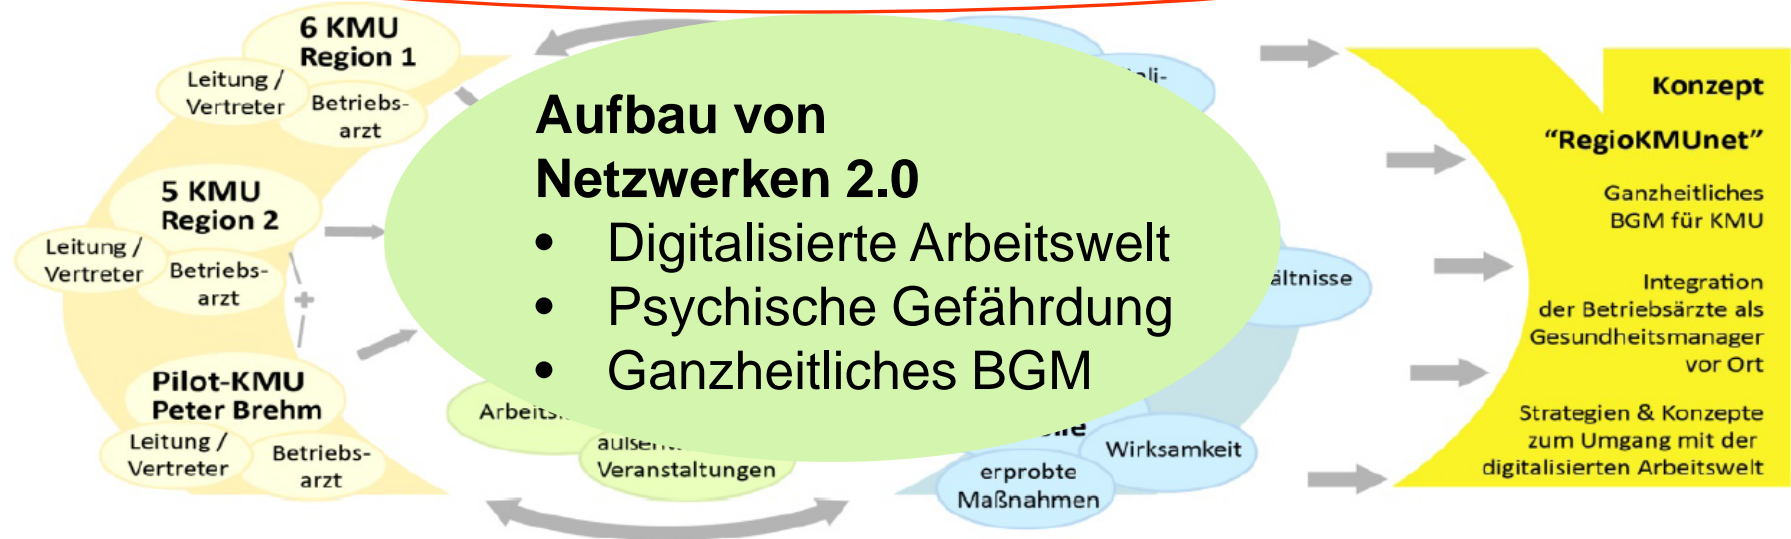 6 KMU
Region 1
Leitung /
Vertreter
Betriebs-
arzt
5 KMU
Region 2
Leitung /
Vertreter
Betriebs-
arzt
+
Pilot-KMU
Peter Brehm
Leitung /
Vertreter
Betriebs-
arzt
Aufbau von
Netzwerken 2.0
• Digitalisierte Arbeitswelt
• Psychische Gefährdung
• Ganzheitliches BGM
Veranstaltungen
erprobte
Maßnahmen
Wirksamkeit
Konzept
“RegioKMUnet”
Ganzheitliches
BGM für KMU
Integration
der Betriebsärzte als
Gesundheitsmanager
vor Ort
Strategien & Konzepte
zum Umgang mit der
digitalisierten Arbeitswelt